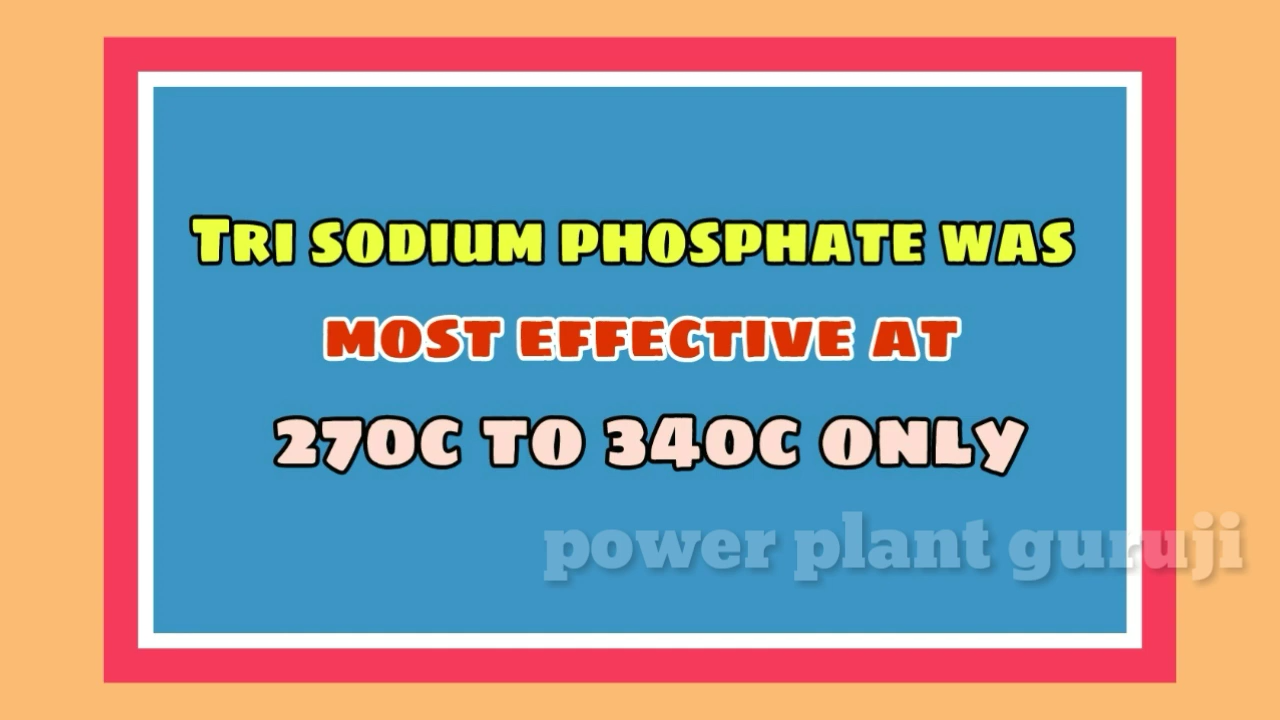 Tri sodium phosphate was
most effective at
270c to 340c only
power plant guruji